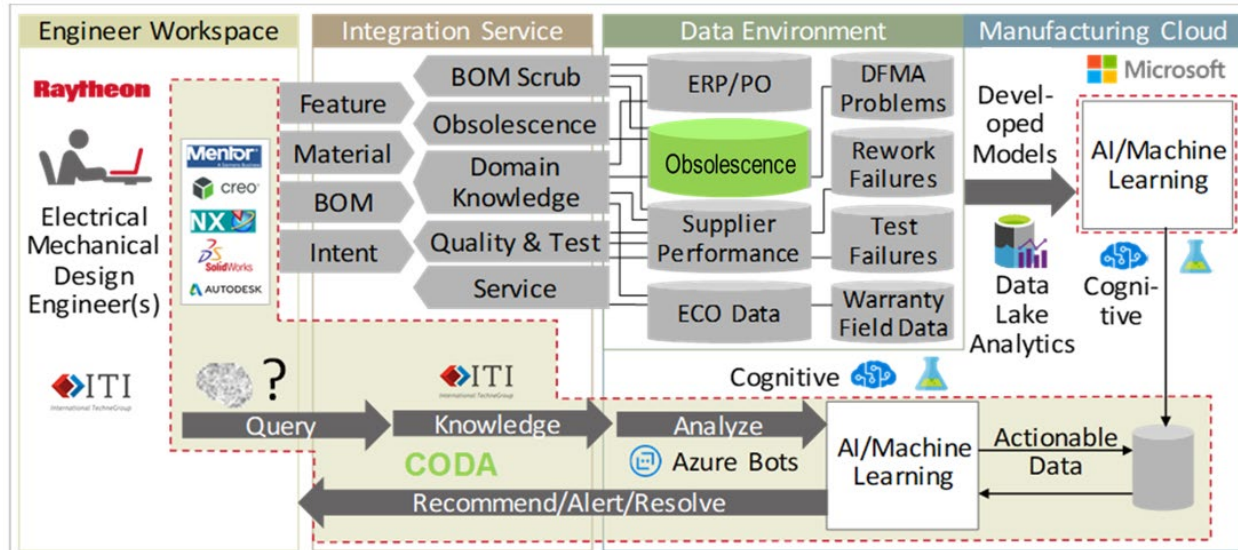 Engineer Workspace
Integration Service
Data Environment
Manufacturing Cloud
Raytheon
Electrical
Mechanical
Design
Engineer(s)
ITI
International TechneGroup
Mentor
creo
NX
SolidWorks
AUTODESK
Feature
Material
BOM
Intent
BOM Scrub
Obsolescence
Domain
Knowledge
Quality & Test
Service
ERP/PO
Obsolescence
Supplier
Performance
ECO Data
DFMA
Problems
Rework
Failures
Test
Failures
Warranty
Field Data
Devel-
oped
Models
Data
Lake
Analytics
Microsoft
AI/Machine
Learning
Cogni-
tive
?
ITI
International TechneGroup
Cognitive
Query
Knowledge
Analyze
CODA
Azure Bots
AI/Machine
Learning
Actionable
Data
Recommend/Alert/Resolve